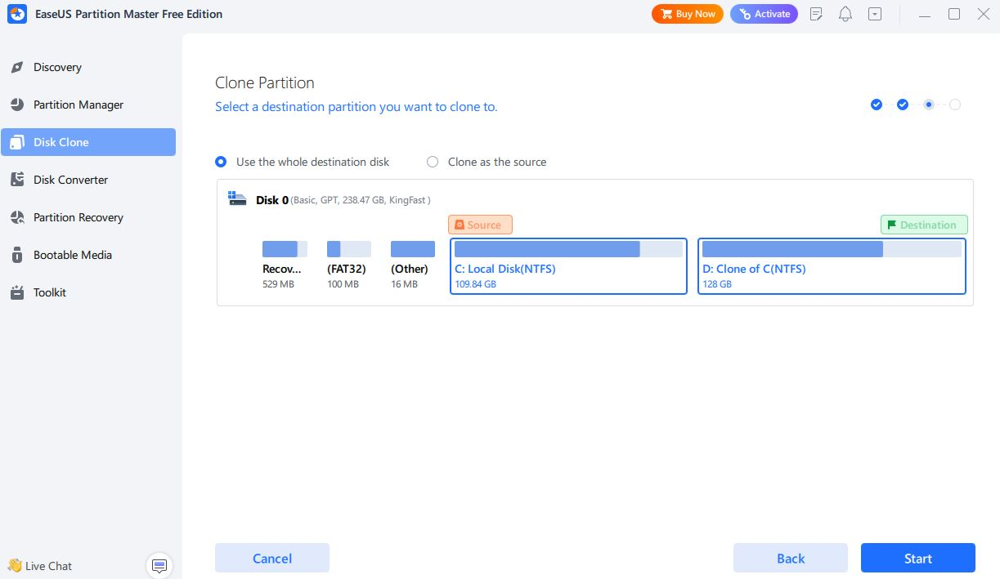 EaseUS Partition Master Free Edition
Buy Now
Activate
Discovery
Partition Manager
Disk Clone
Disk Converter
Partition Recovery
Bootable Media
Toolkit
Live Chat
Clone Partition
Select a destination partition you want to clone to.
Use the whole destination disk
Clone as the source
Disk 0 (Basic, GPT, 238.47 GB, KingFast )
Source
Destination
Recov...
529 MB
(FAT32)
100 MB
(Other)
16 MB
C: Local Disk(NTFS)
109.84 GB
D: Clone of C(NTFS)
128 GB
Cancel
Back
Start